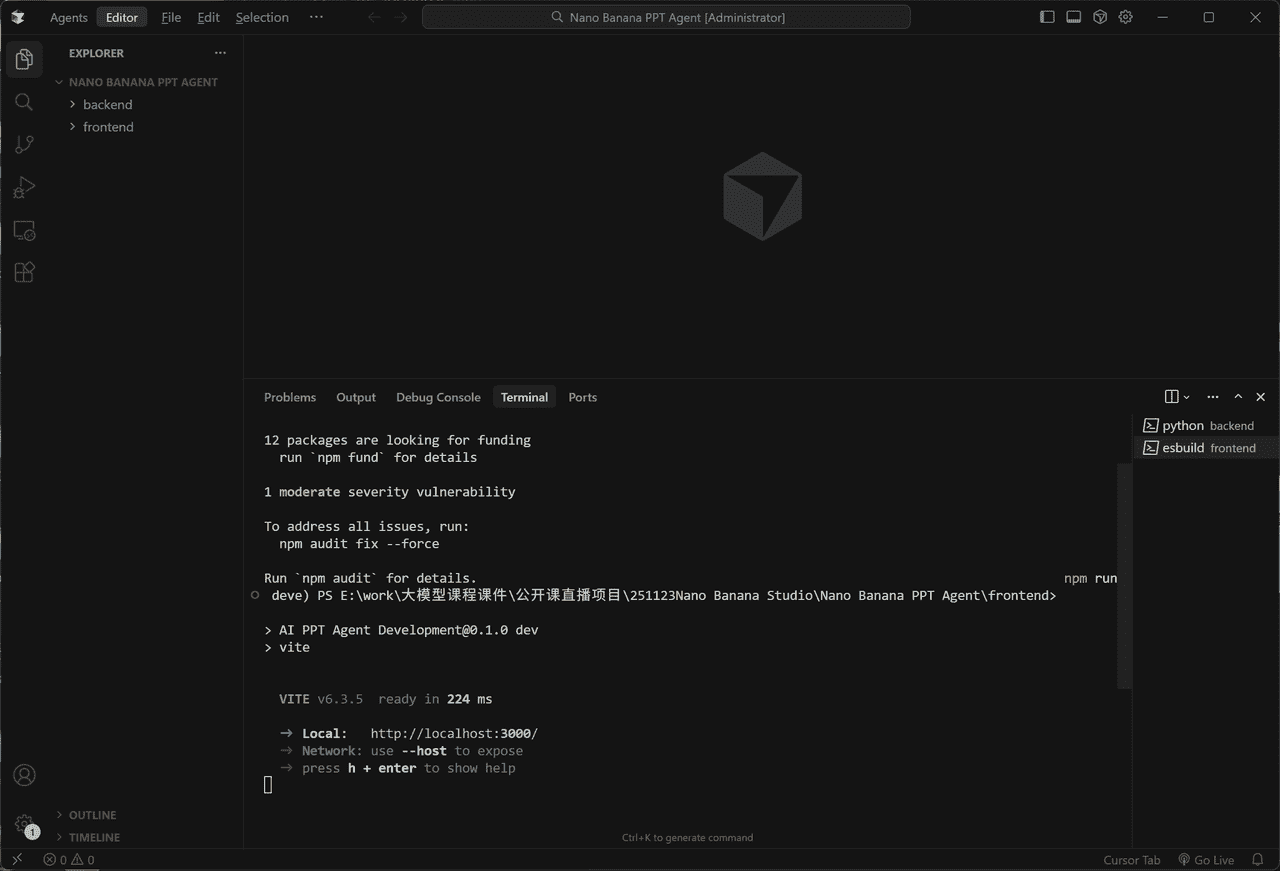 Agents Editor File Edit Selection ··· Nano Banana PPT Agent [Administrator]
EXPLORER ···
NANO BANANA PPT AGENT
backend
frontend
Problems Output Debug Console Terminal Ports
12 packages are looking for funding
run `npm fund` for details
1 moderate severity vulnerability
To address all issues, run:
npm audit fix --force
Run `npm audit` for details. npm run
deve) PS E:\work\大模型课程课件\公开课直播项目\251123Nano Banana Studio\Nano Banana PPT Agent\frontend>
> AI PPT Agent Development@0.1.0 dev
> vite
VITE v6.3.5 ready in 224 ms
→ Local: http://localhost:3000/
→ Network: use --host to expose
→ press h + enter to show help
Ctrl+K to generate command
python backend
esbuild frontend
1
OUTLINE
TIMELINE
0 0 Cursor Tab Go Live